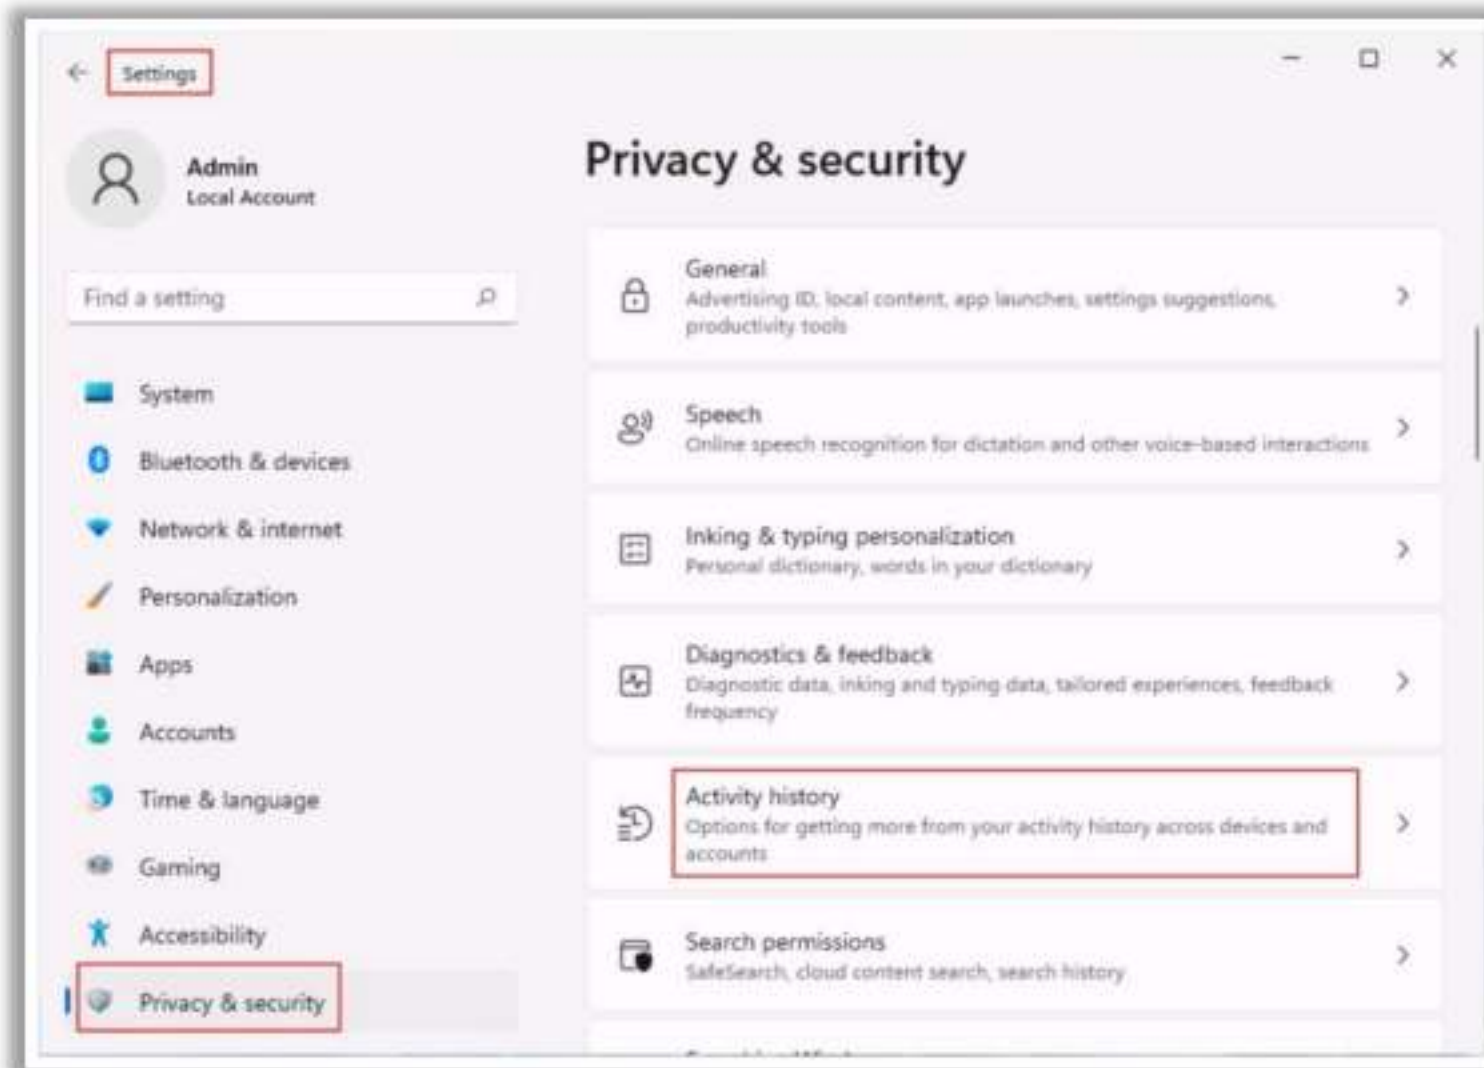 Settings
Admin
Local Account
Find a setting
System
Bluetooth & devices
Network & internet
Personalization
Apps
Accounts
Time & language
Gaming
Accessibility
Privacy & security
Privacy & security
General
Advertising ID, local content, app launches, settings suggestions,
productivity tools
Speech
Online speech recognition for dictation and other voice-based interactions
Inking & typing personalization
Personal dictionary, words in your dictionary
Diagnostics & feedback
Diagnostic data, inking and typing data, tailored experiences, feedback
frequency
Activity history
Options for getting more from your activity history across devices and
accounts
Search permissions
SafeSearch, cloud content search, search history